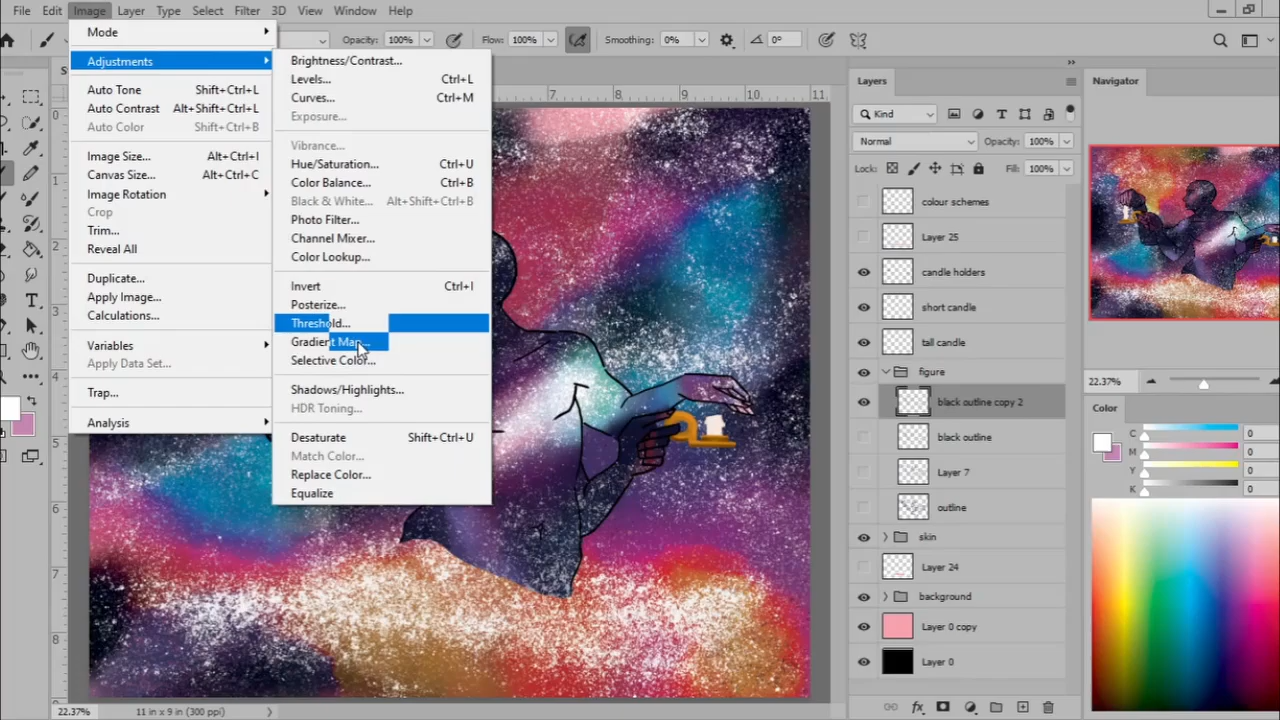 File Edit Image Layer Type Select Filter 3D View Window Help
Opacity: 100% Flow: 100% Smoothing: 0% 0°
Mode
Adjustments
Auto Tone Shift+Ctrl+L
Auto Contrast Alt+Shift+Ctrl+L
Auto Color Shift+Ctrl+B
Image Size... Alt+Ctrl+I
Canvas Size... Alt+Ctrl+C
Image Rotation
Crop
Trim...
Reveal All
Duplicate...
Apply Image...
Calculations...
Variables
Apply Data Set...
Trap...
Analysis
Brightness/Contrast...
Levels... Ctrl+L
Curves... Ctrl+M
Exposure...
Vibrance...
Hue/Saturation... Ctrl+U
Color Balance... Ctrl+B
Black & White... Alt+Shift+Ctrl+B
Photo Filter...
Channel Mixer...
Color Lookup...
Invert Ctrl+I
Posterize...
Threshold...
Gradient Map...
Selective Color...
Shadows/Highlights...
HDR Toning...
Desaturate Shift+Ctrl+U
Match Color...
Replace Color...
Equalize
7 8 9 10 11
0
1
2
3
4
5
6
7
8
22.37% 11 in x 9 in (300 ppi)
Layers
Kind
Normal Opacity: 100%
Lock: Fill: 100%
colour schemes
Layer 25
candle holders
short candle
tall candle
figure
black outline copy 2
black outline
Layer 7
outline
skin
Layer 24
background
Layer 0 copy
Layer 0
Navigator
22.37%
Color
C 0
M 0
Y 0
K 0